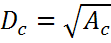 D_c = √A_c